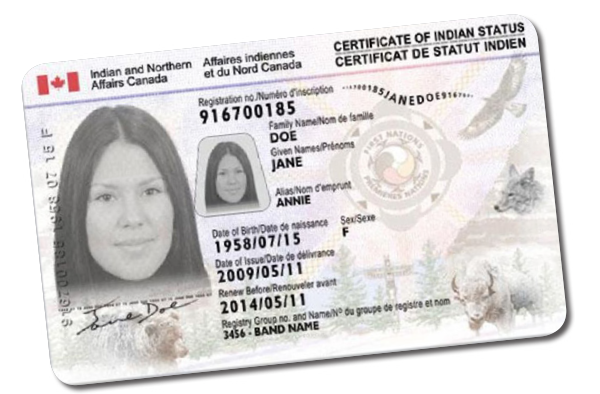 Indian and Northern
Affairs Canada
Affaires indiennes
et du Nord Canada
CERTIFICATE OF INDIAN STATUS
CERTIFICAT DE STATUT INDIEN
Registration no./Numéro d'inscription
916700185
Family Name/Nom de famille
DOE
Given Names/Prénoms
JANE
Alias/Nom d'emprunt
ANNIE
Date of Birth/Date de naissance
1958/07/15
Sex/Sexe
F
Date of Issue/Date de délivrance
2009/05/11
Renew Before/Renouveler avant
2014/05/11
Registry Group no. and Name/Nº du groupe de registre et nom
3456 - BAND NAME
FIRST NATIONS
PREMIÈRES NATIONS
916700185 1958 07 15 F
Jane Doe